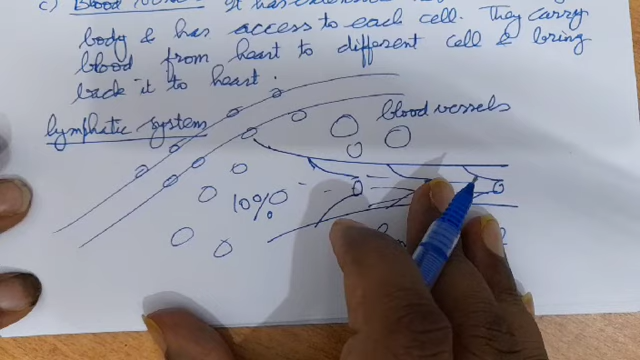 c) Blood
body & has access to each cell. They carry
blood from heart to different cell & bring
back it to heart.
blood vessels
lymphatic system
10%